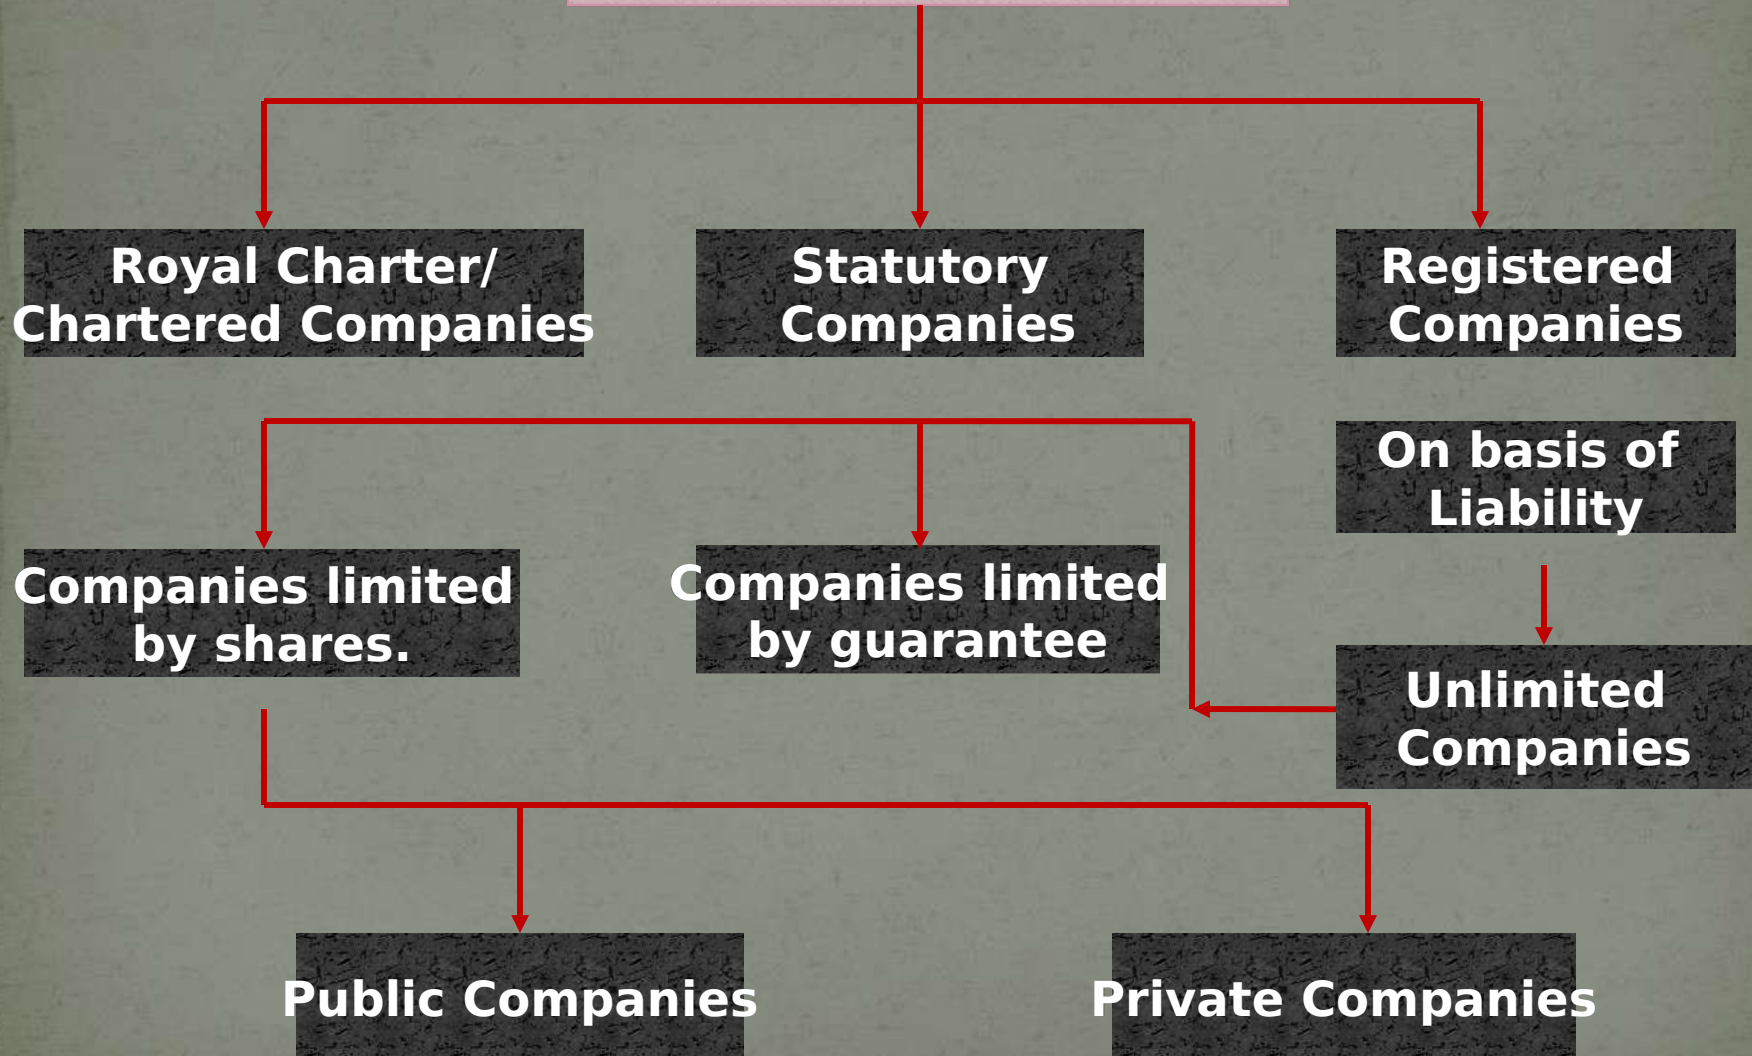 Royal Charter/
Chartered Companies
Statutory
Companies
Registered
Companies
On basis of
Liability
Companies limited
by shares.
Companies limited
by guarantee
Unlimited
Companies
Public Companies
Private Companies